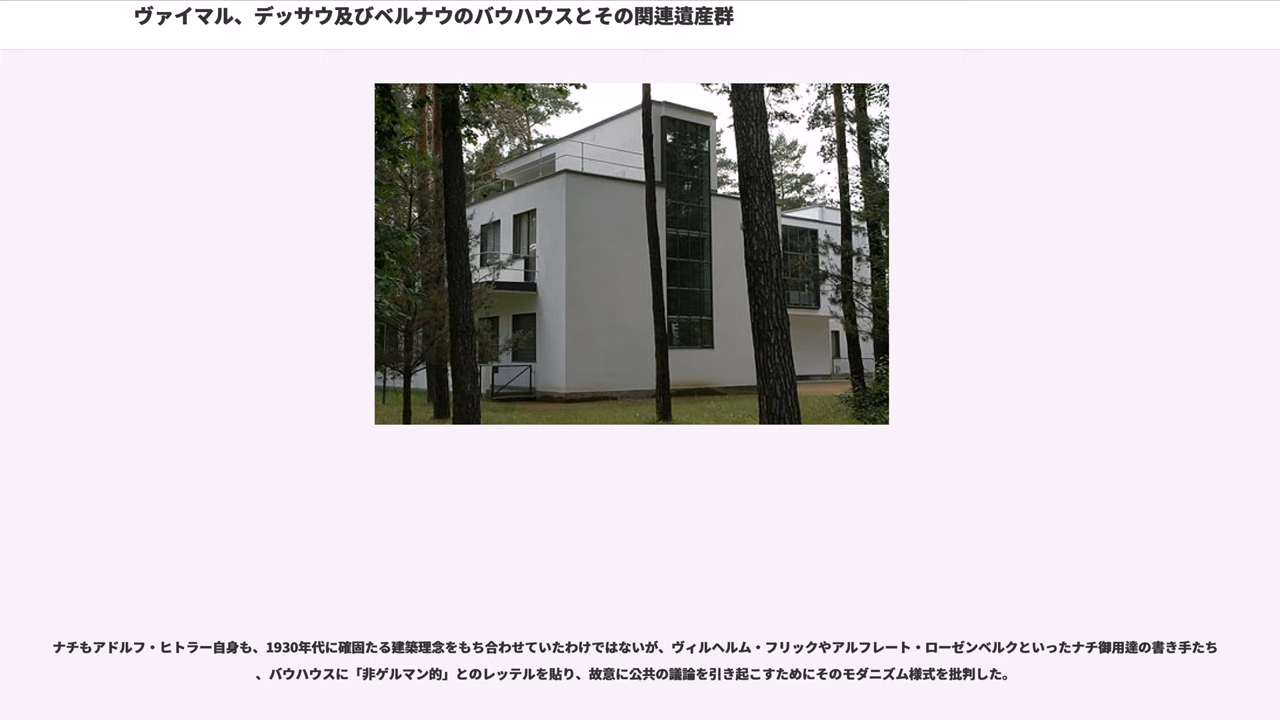 ヴァイマル、デッサウ及びベルナウのバウハウスとその関連遺産群
ナチもアドルフ・ヒトラー自身も、1930年代に確固たる建築理念をもち合わせていたわけではないが、ヴィルヘルム・フリックやアルフレート・ローゼンベルクといったナチ御用達の書き手たち
、バウハウスに「非ゲルマン的」とのレッテルを貼り、故意に公共の議論を引き起こすためにそのモダニズム様式を批判した。